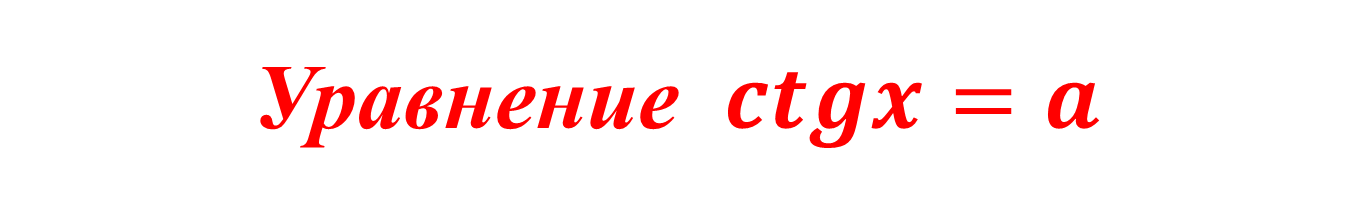 Уравнение ctgx = a